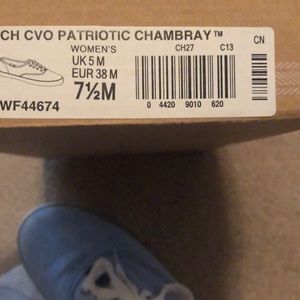 CH CVO PATRIOTIC CHAMBRAY™
WOMEN'S CH27 C13 CN
UK 5 M
EUR 38 M
7½M
WF44674
0 4420 9010 620